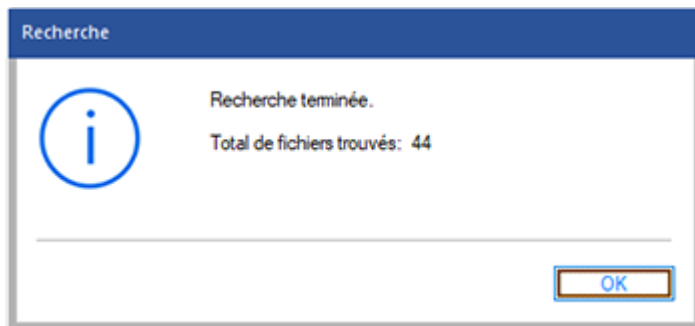 Recherche
Recherche terminée.
Total de fichiers trouvés: 44
OK